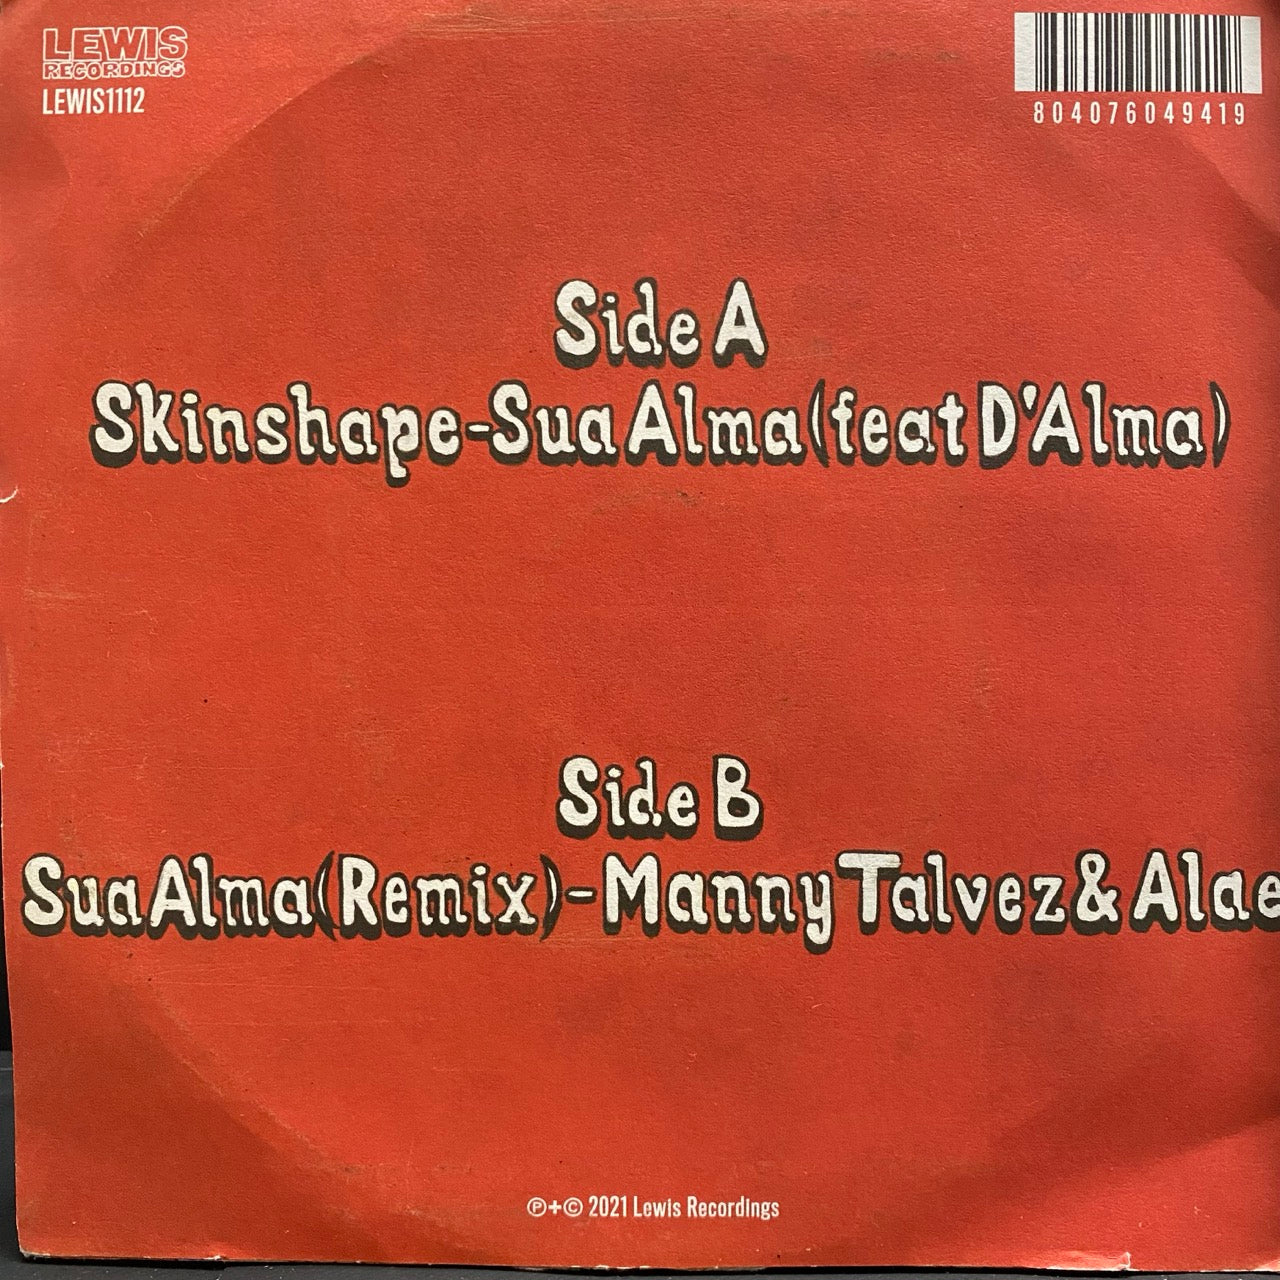 LEWIS
RECORDINGS
LEWIS1112
804076049419
Side A
Skinshape-Sua Alma (feat D'Alma)
Side B
Sua Alma (Remix)-Manny Talvez & Alae
℗+© 2021 Lewis Recordings